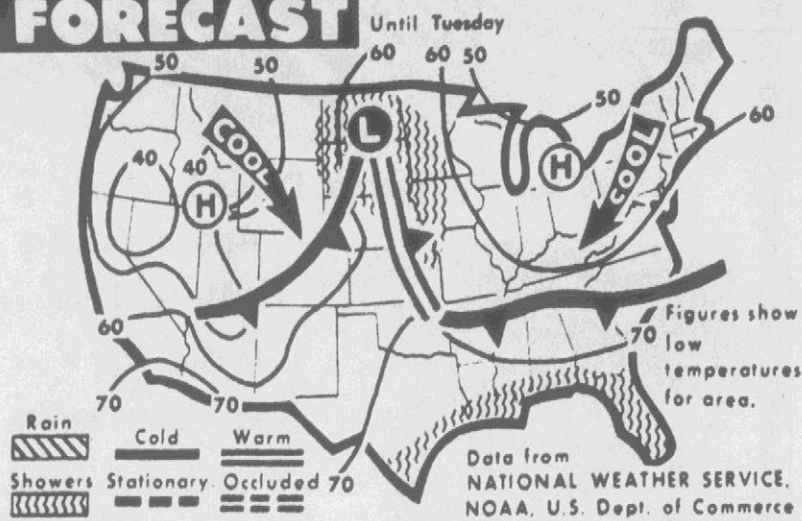 FORECAST
Until Tuesday
50
50
60
60
50
50
60
L
COOL
H
COOL
40
40
H
60
70
70
70
70
Figures show
low
temperatures
for area.
Rain
Cold
Warm
Showers
Stationary
Occluded
Data from
NATIONAL WEATHER SERVICE,
NOAA, U.S. Dept. of Commerce